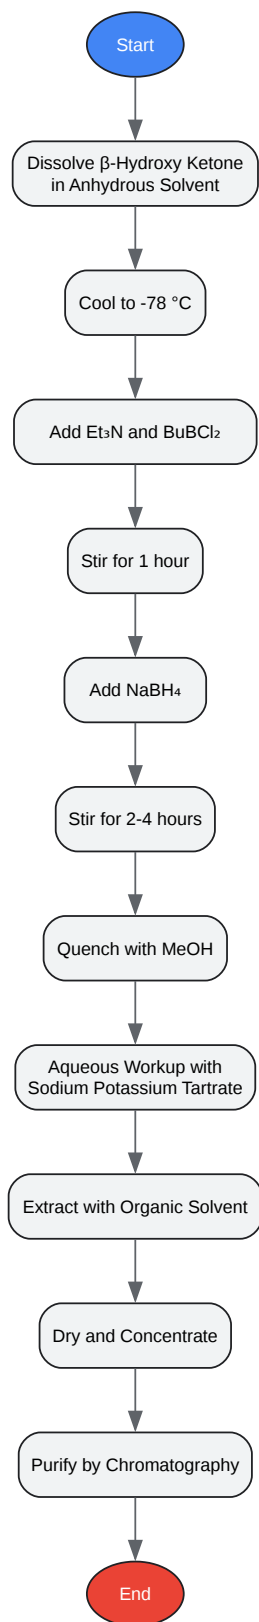 Start
Dissolve β-Hydroxy Ketone
in Anhydrous Solvent
Cool to -78 °C
Add Et₃N and BuBCl₂
Stir for 1 hour
Add NaBH₄
Stir for 2-4 hours
Quench with MeOH
Aqueous Workup with
Sodium Potassium Tartrate
Extract with Organic Solvent
Dry and Concentrate
Purify by Chromatography
End